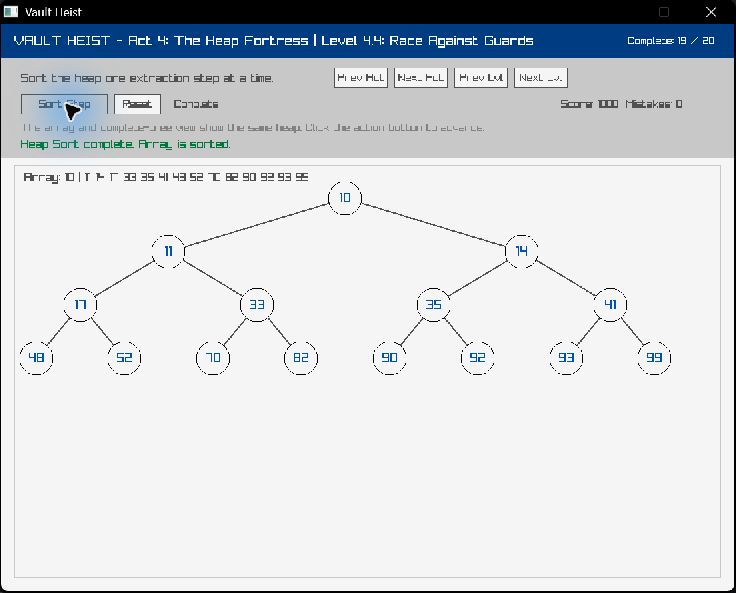 Vault Heist
VAULT HEIST - Act 4: The Heap Fortress | Level 4.4: Race Against Guards
Complete: 19 / 20
Sort the heap one extraction step at a time.
Prev Act
Next Act
Prev Lvl
Next Lvl
Sort Step
Reset
Complete
Score: 1000 Mistakes: 0
The array and complete-tree view show the same heap. Click the action button to advance.
Heap Sort complete. Array is sorted.
Array: 10 11 14 17 33 35 41 48 52 70 82 90 92 93 99
10
11
14
17
33
35
41
48
52
70
82
90
92
93
99